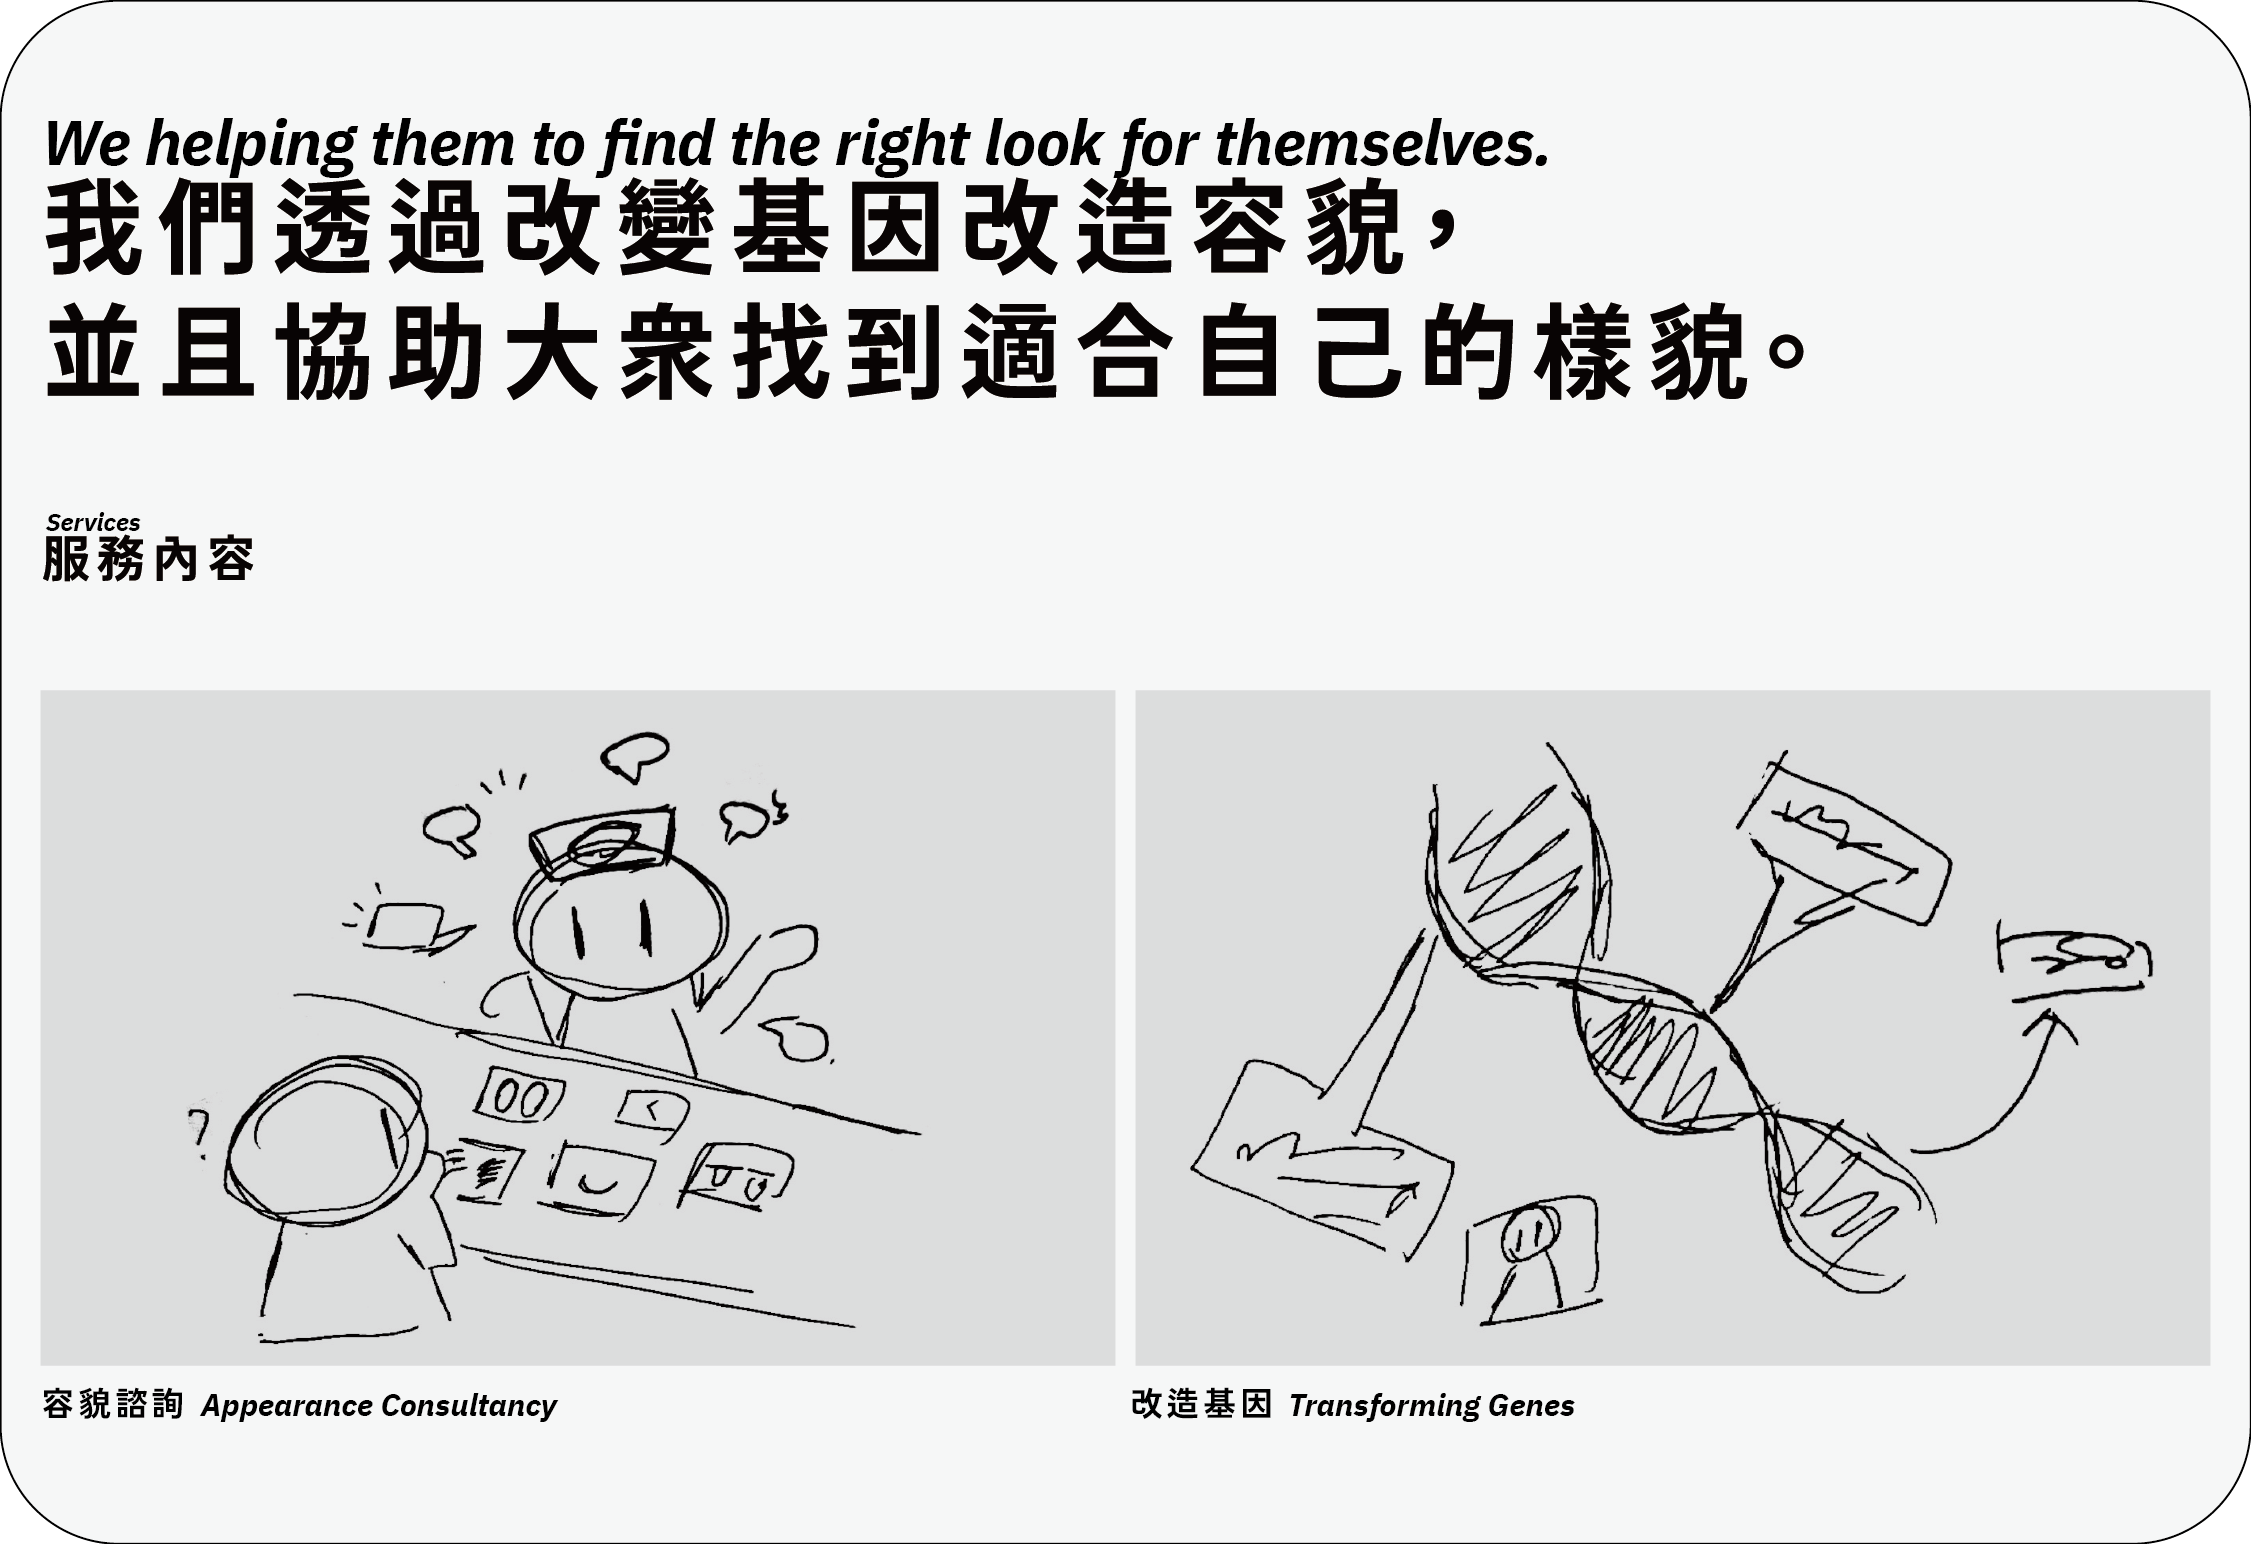 We helping them to find the right look for themselves.
我們透過改變基因改造容貌，
並且協助大眾找到適合自己的樣貌。
Services
服務內容
?
容貌諮詢 Appearance Consultancy
改造基因 Transforming Genes